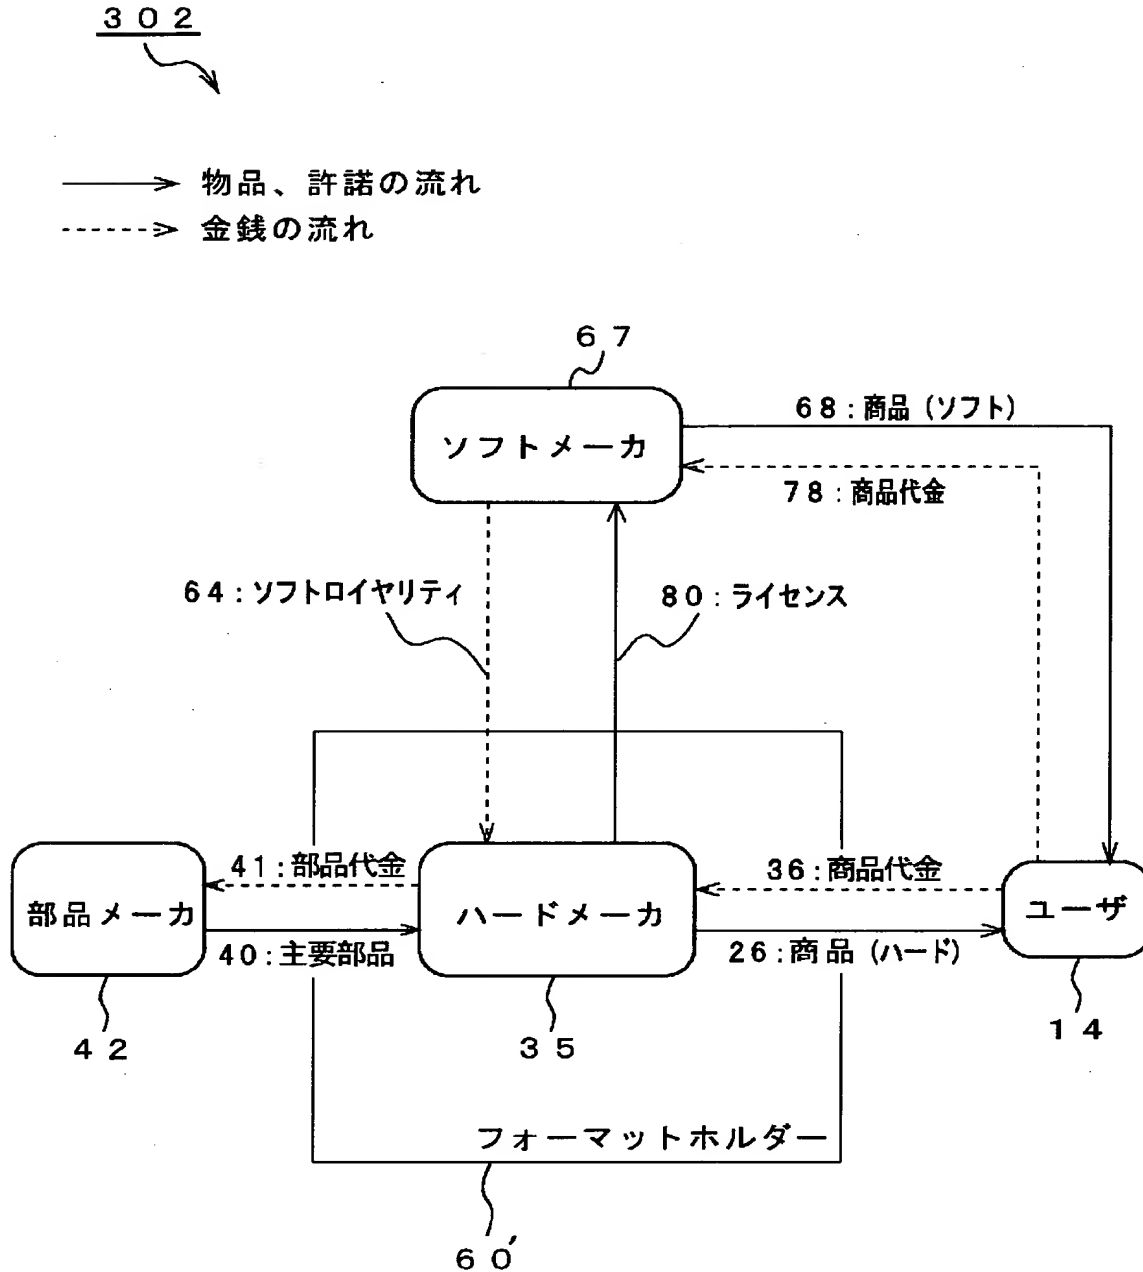 ３０２
物品、許諾の流れ
金銭の流れ
６７
ソフトメーカ
６８：商品（ソフト）
７８：商品代金
６４：ソフトロイヤリティ
８０：ライセンス
部品メーカ
４１：部品代金
４０：主要部品
ハードメーカ
３６：商品代金
２６：商品（ハード）
ユーザ
４２
３５
１４
フォーマットホルダー
６０′